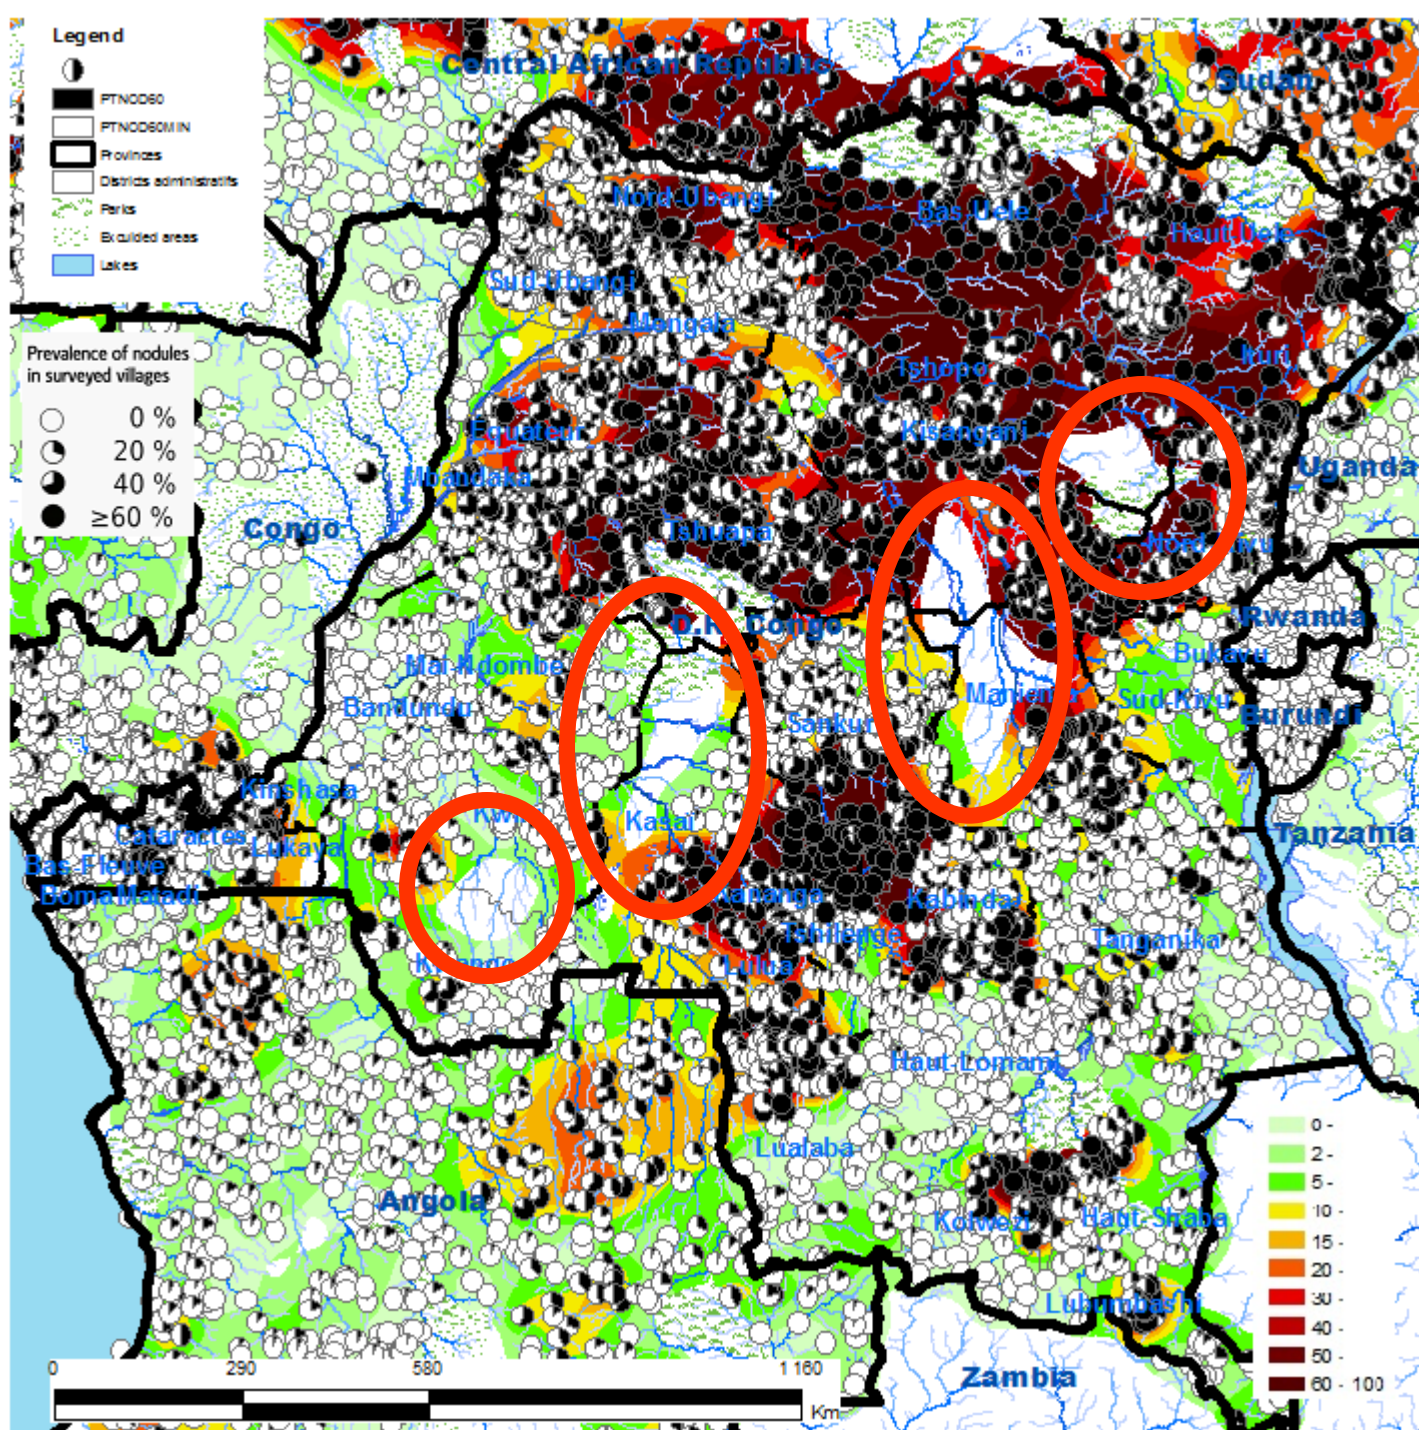 Legend
PTNOD60
PTNOD60MIN
Provinces
Districts administratifs
Parks
Exculded areas
Lakes
Prevalence of nodules
in surveyed villages
0 %
20 %
40 %
≥60 %
Central African Republic
Sudan
Nord-Ubangi
Bas-Uele
Haut-Uele
Sud-Ubangi
Mongala
Ituri
Tshopo
Equateur
Kisangani
Mbandaka
Uganda
Congo
Tshuapa
Nord-Kivu
Rwanda
D.R. Congo
Bukavu
Mai-Ndombe
Maniema
Sud-Kivu
Bandundu
Sankuru
Burundi
Kinshasa
Kwilu
Kasai
Tanzania
Cataractes
Lukaya
Bas-Fleuve
Boma
Matadi
Kananga
Kabinda
Tshilenge
Tanganika
Kwango
Lulua
Haut-Lomami
Lualaba
Angola
Kolwezi
Haut-Shaba
Lubumbashi
Zambia
0 -
2 -
5 -
10 -
15 -
20 -
30 -
40 -
50 -
60 - 100
0 290 580 1 160
Km